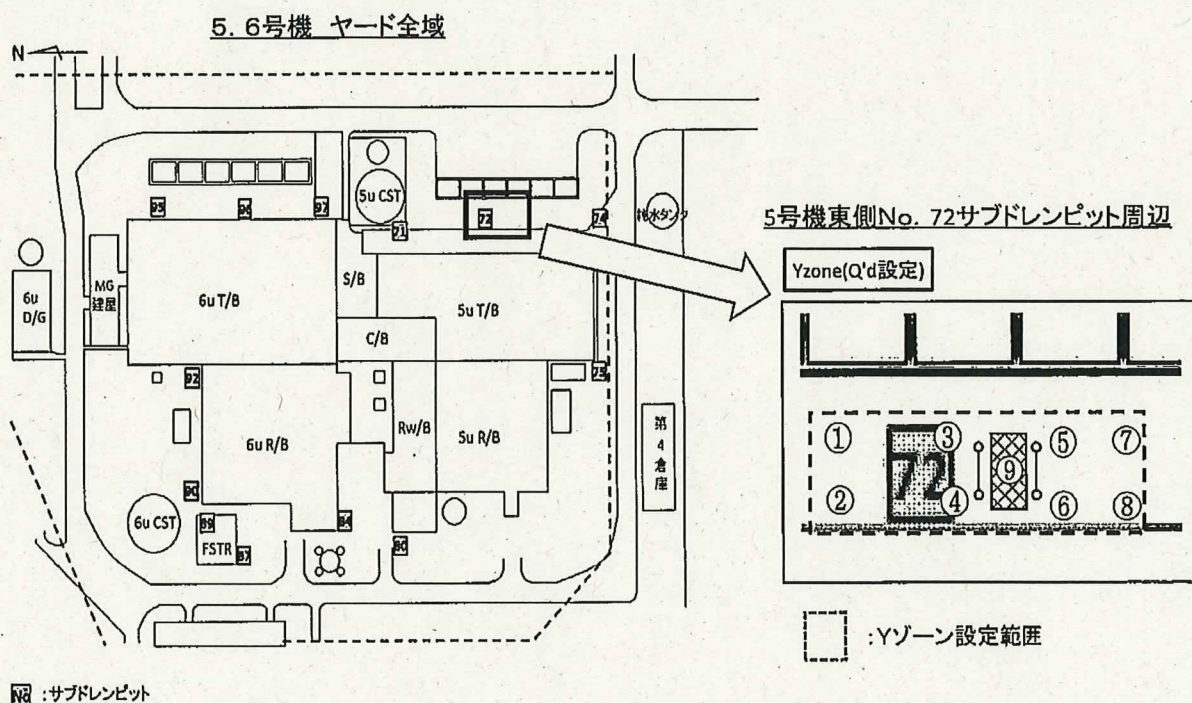 5. 6号機 ヤード全域
N
5u CST
95
96
97
72
74
71
純水タンク
6u
D/G
MG
建屋
6u T/B
S/B
5u T/B
C/B
92
73
6u R/B
Rw/B
5u R/B
第
4
倉
庫
90
6u CST
89
FSTR
87
84
80
No :サブドレンピット
5号機東側No. 72サブドレンピット周辺
Yzone(Q'd設定)
① ③ ⑤ ⑦
72 ⑨
② ④ ⑥ ⑧
:Yゾーン設定範囲